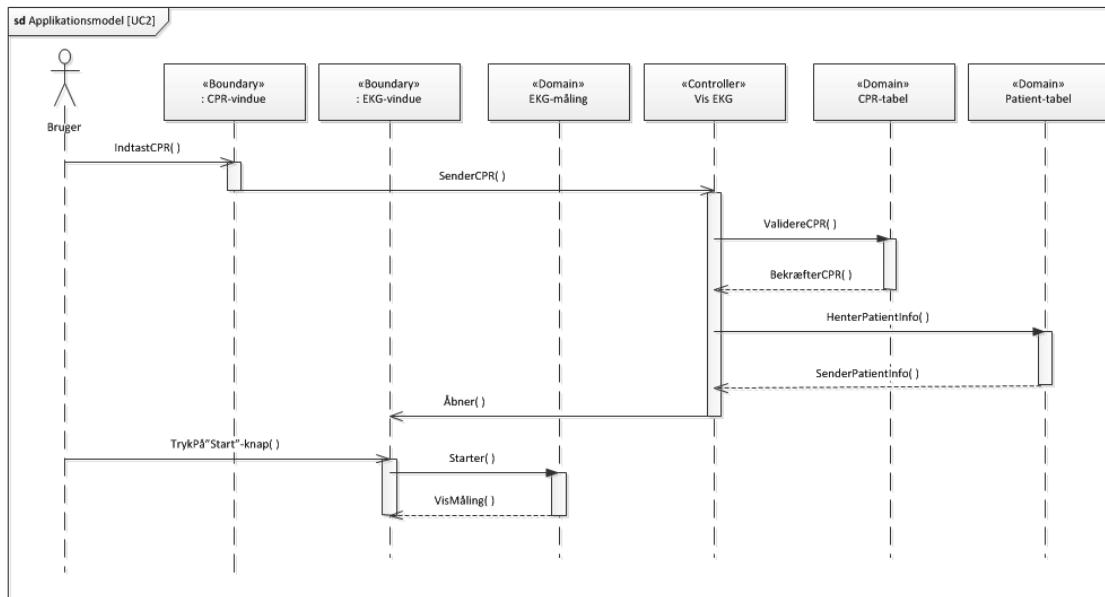 sd Applikationsmodel [UC2]
«Boundary»
: CPR-vindue
«Boundary»
: EKG-vindue
«Domain»
EKG-måling
«Controller»
Vis EKG
«Domain»
CPR-tabel
«Domain»
Patient-tabel
Bruger
IndtastCPR( )
SenderCPR( )
ValidereCPR( )
BekræfterCPR( )
HenterPatientInfo( )
SenderPatientInfo( )
Åbner( )
TrykPå"Start"-knap( )
Starter( )
VisMåling( )